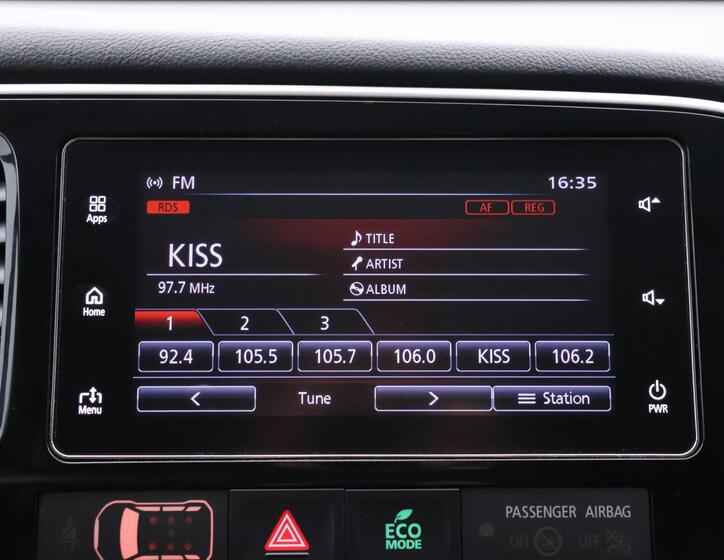 FM 16:35
Apps
RDS AF REG
KISS
TITLE
ARTIST
97.7 MHz
ALBUM
Home
1 2 3
92.4 105.5 105.7 106.0 KISS 106.2
< Tune > Station
Menu
PWR
ECO
MODE
PASSENGER AIRBAG
ON OFF